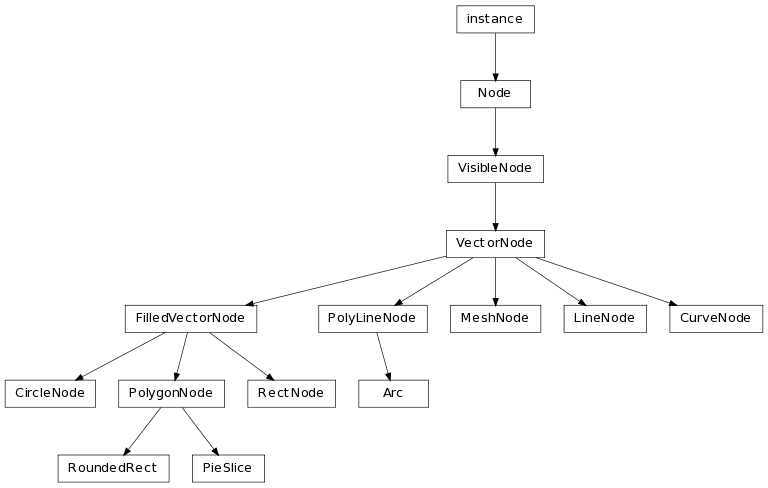 instance
Node
VisibleNode
VectorNode
FilledVectorNode
PolyLineNode
MeshNode
LineNode
CurveNode
CircleNode
PolygonNode
RectNode
Arc
RoundedRect
PieSlice